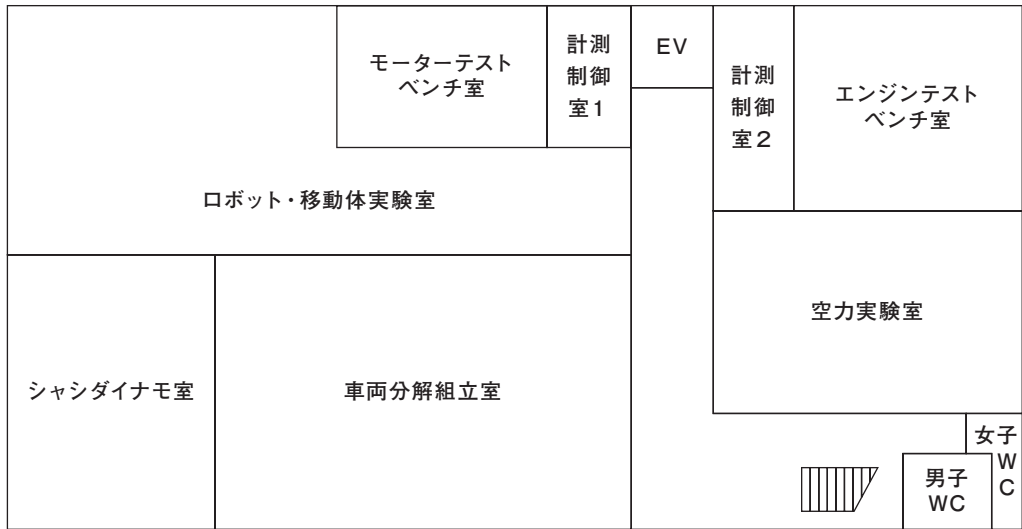 モーターテスト
ベンチ室
計測
制御
室1
EV
計測
制御
室2
エンジンテスト
ベンチ室
ロボット・移動体実験室
空力実験室
シャシダイナモ室
車両分解組立室
女子
W
C
男子
WC